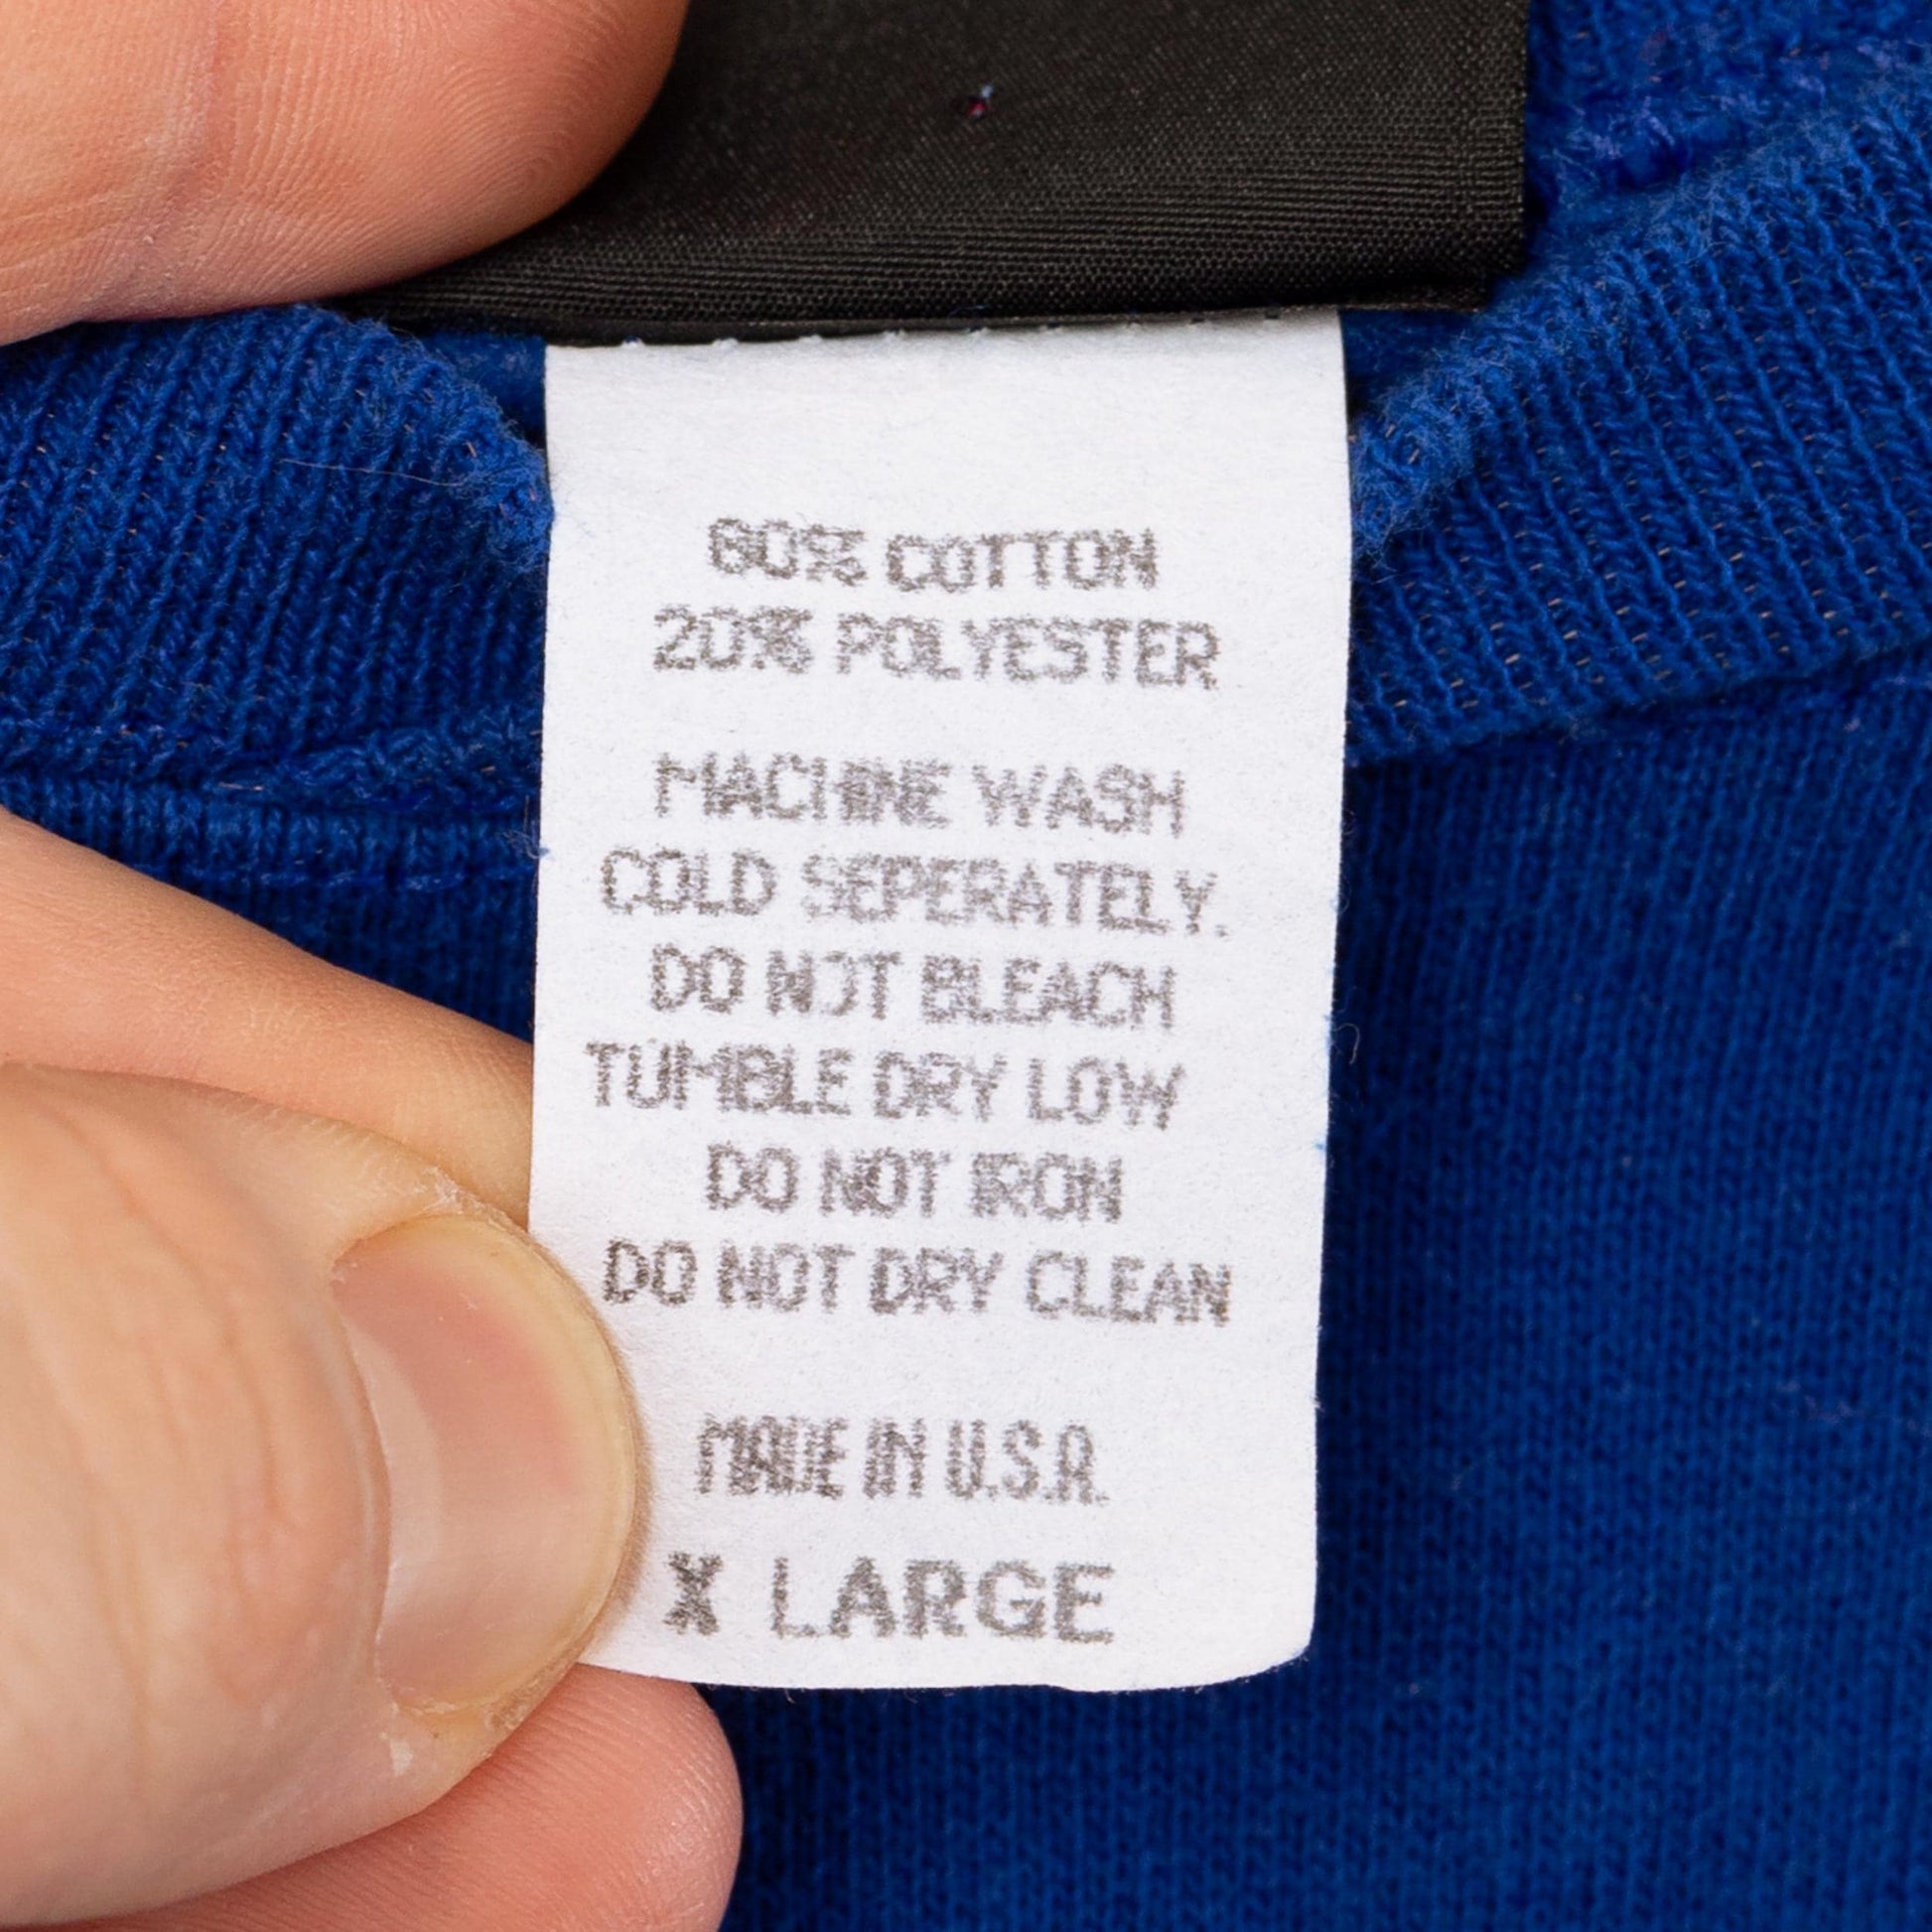 80% COTTON
20% POLYESTER
MACHINE WASH
COLD SEPERATELY.
DO NOT BLEACH
TUMBLE DRY LOW
DO NOT IRON
DO NOT DRY CLEAN
MADE IN U.S.A.
X LARGE